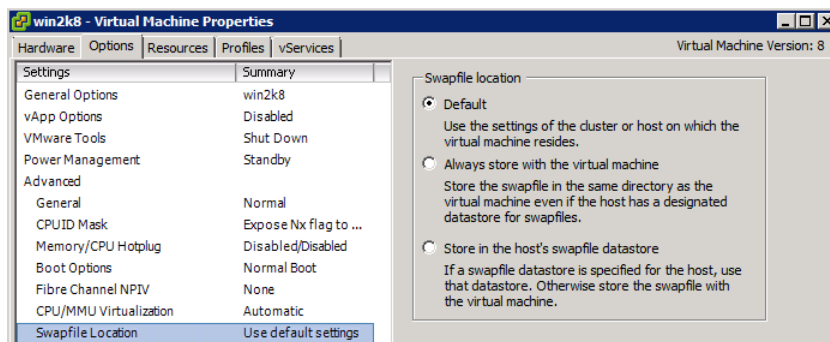 win2k8 - Virtual Machine Properties
Hardware Options Resources Profiles vServices Virtual Machine Version: 8
Settings Summary
General Options win2k8
vApp Options Disabled
VMware Tools Shut Down
Power Management Standby
Advanced
General Normal
CPUID Mask Expose Nx flag to ...
Memory/CPU Hotplug Disabled/Disabled
Boot Options Normal Boot
Fibre Channel NPIV None
CPU/MMU Virtualization Automatic
Swapfile Location Use default settings
Swapfile location
Default
Use the settings of the cluster or host on which the
virtual machine resides.
Always store with the virtual machine
Store the swapfile in the same directory as the
virtual machine even if the host has a designated
datastore for swapfiles.
Store in the host's swapfile datastore
If a swapfile datastore is specified for the host, use
that datastore. Otherwise store the swapfile with
the virtual machine.